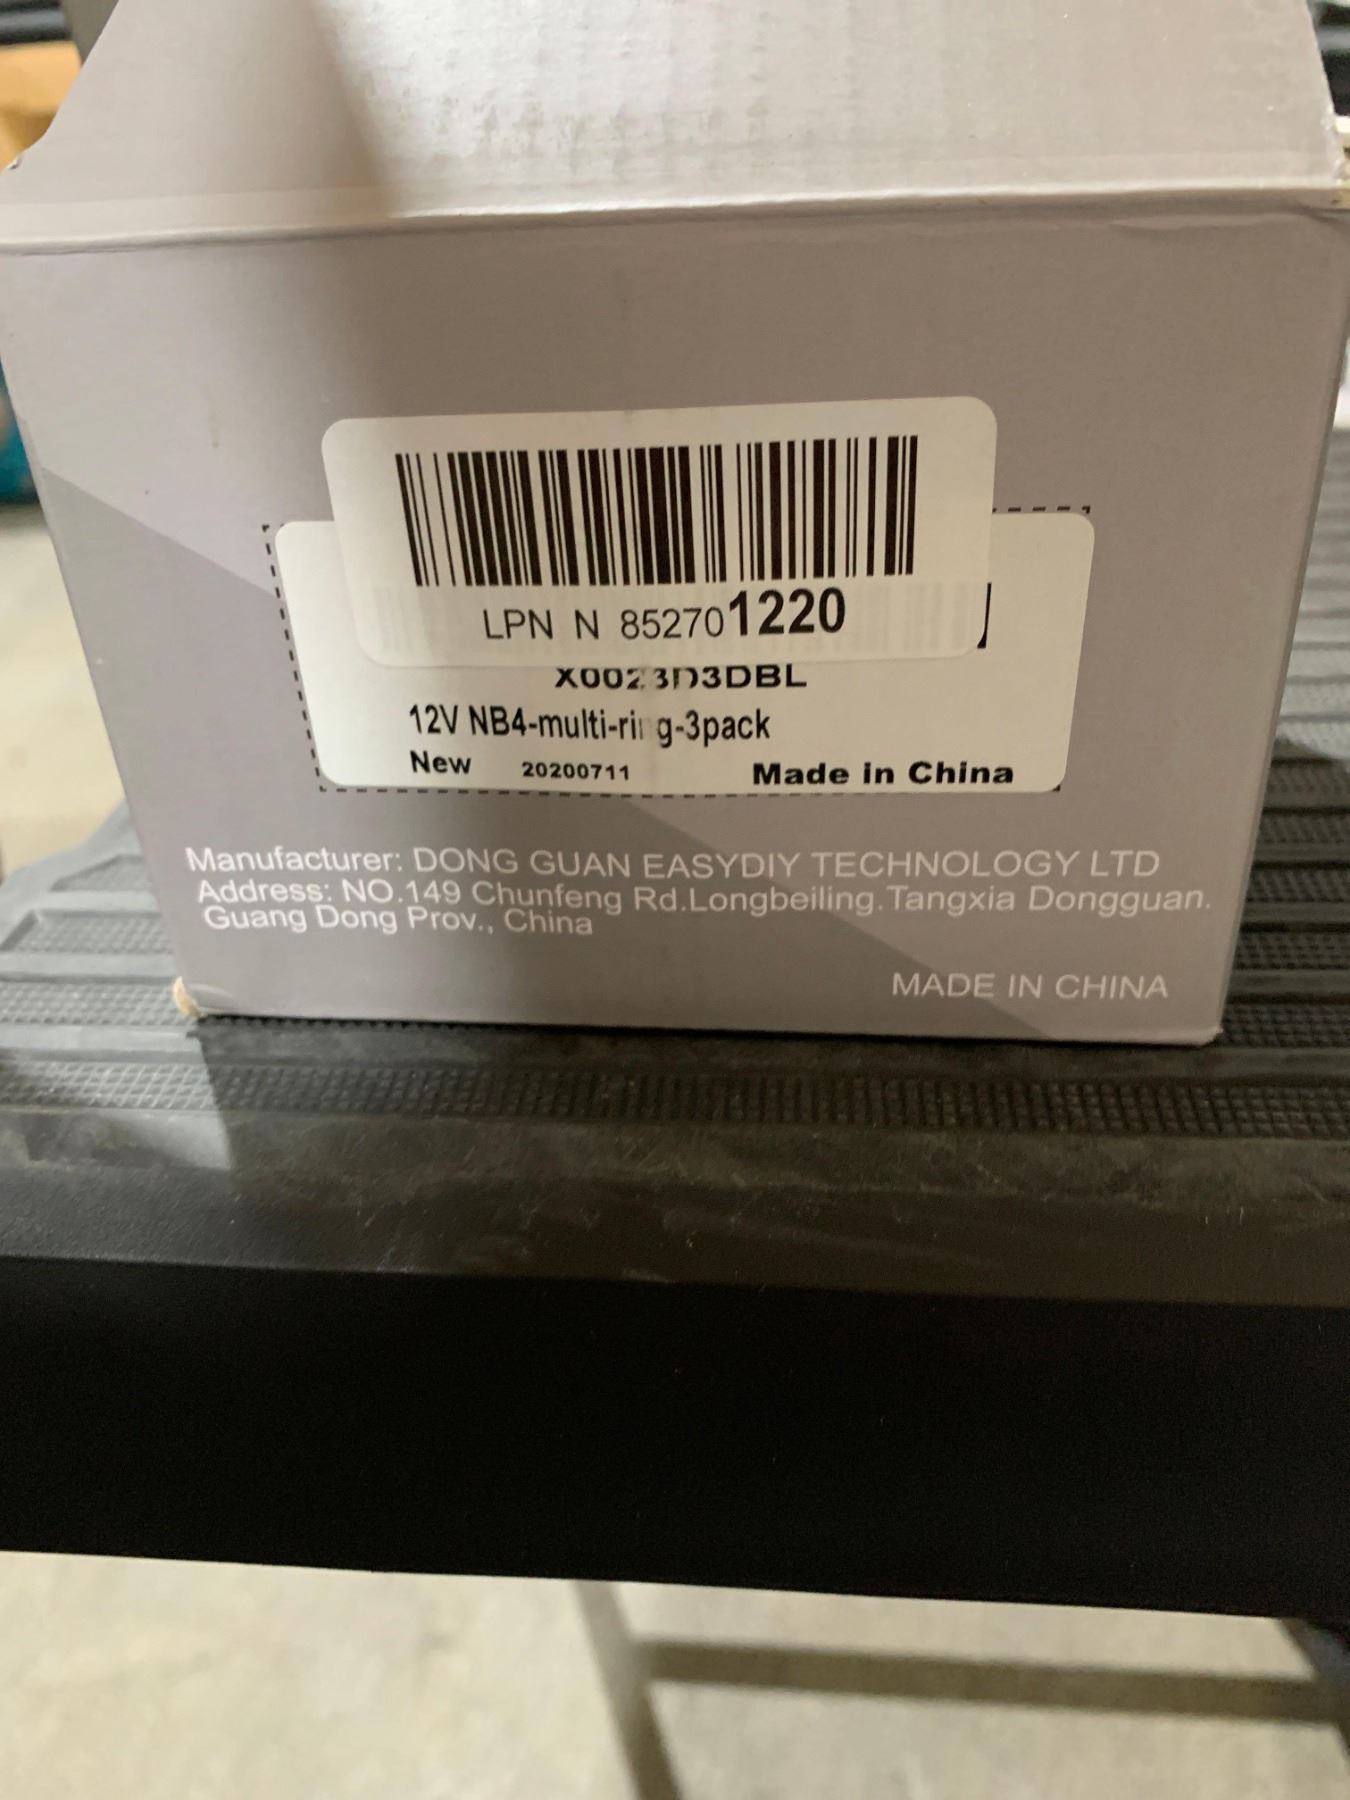 LPN N 852701220
X0023D3DBL
12V NB4-multi-ring-3pack
New 20200711 Made in China
Manufacturer: DONG GUAN EASYDIY TECHNOLOGY LTD
Address: NO.149 Chunfeng Rd.Longbeiling.Tangxia Dongguan.
Guang Dong Prov., China
MADE IN CHINA